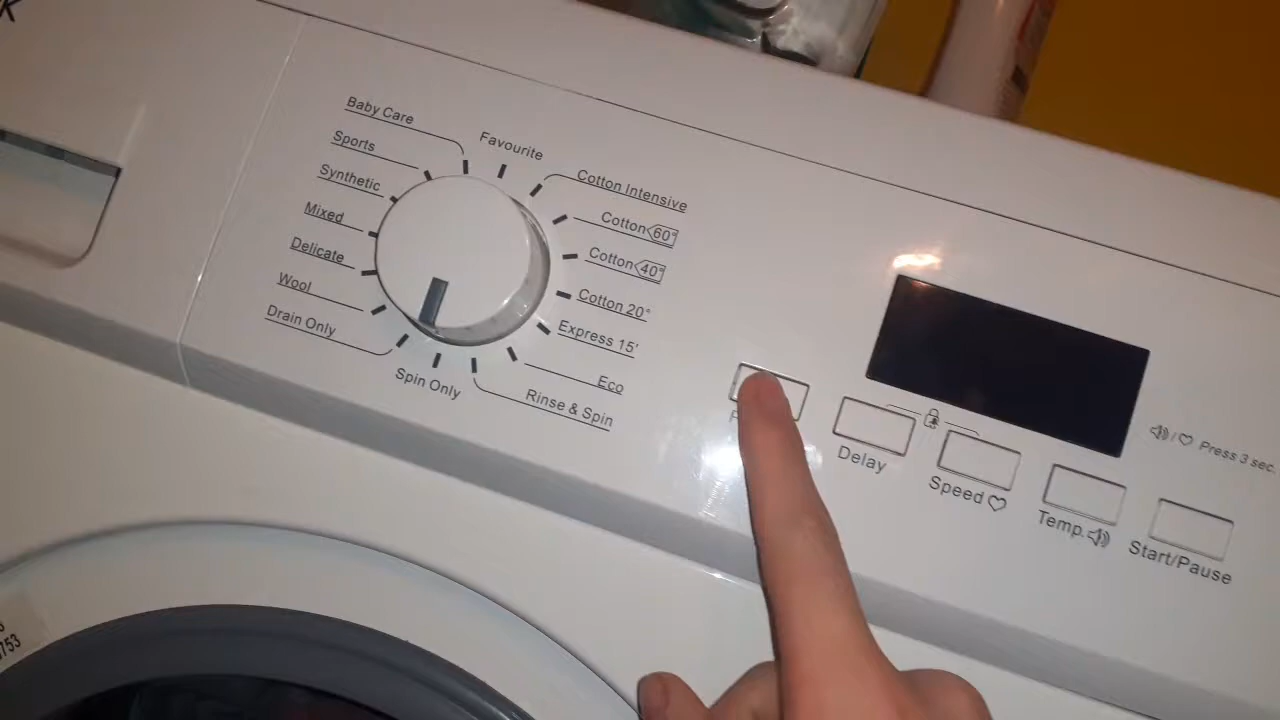 Baby Care
Sports
Synthetic
Mixed
Delicate
Wool
Drain Only
Spin Only
Favourite
Cotton Intensive
Cotton 60°
Cotton 40°
Cotton 20°
Express 15'
Eco
Rinse & Spin
Delay
Speed
Temp.
Start/Pause
Press 3 sec.
753